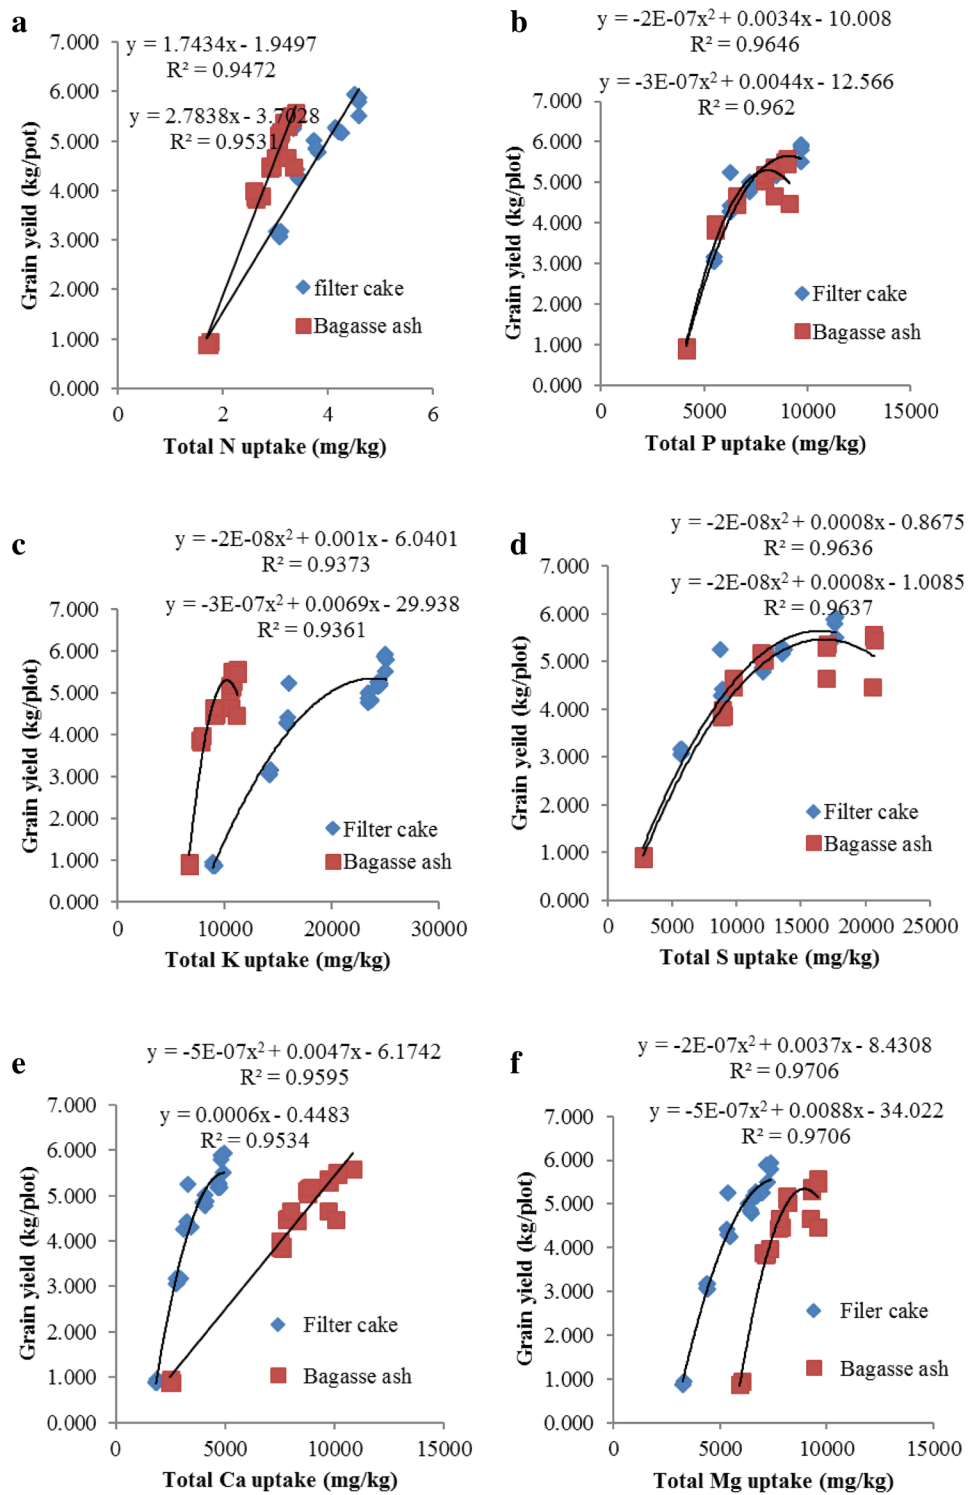 a
y = 1.7434x - 1.9497
R² = 0.9472
y = 2.7838x - 3.7028
R² = 0.9531
7.000
6.000
5.000
4.000
3.000
2.000
1.000
0.000
Grain yeild (kg/pot)
filter cake
Bagasse ash
0 2 4 6
Total N uptake (mg/kg)
b
y = -2E-07x² + 0.0034x - 10.008
R² = 0.9646
y = -3E-07x² + 0.0044x - 12.566
R² = 0.962
7.000
6.000
5.000
4.000
3.000
2.000
1.000
0.000
Grain yield (kg/plot)
Filter cake
Bagasse ash
0 5000 10000 15000
Total P uptake (mg/kg)
c
y = -2E-08x² + 0.001x - 6.0401
R² = 0.9373
y = -3E-07x² + 0.0069x - 29.938
R² = 0.9361
7.000
6.000
5.000
4.000
3.000
2.000
1.000
0.000
Grain yield (kg/plot)
Filter cake
Bagasse ash
0 10000 20000 30000
Total K uptake (mg/kg)
d
y = -2E-08x² + 0.0008x - 0.8675
R² = 0.9636
y = -2E-08x² + 0.0008x - 1.0085
R² = 0.9637
7.000
6.000
5.000
4.000
3.000
2.000
1.000
0.000
Grain yeild (kg/plot)
Filter cake
Bagasse ash
0 5000 10000 15000 20000 25000
Total S uptake (mg/kg)
e
y = -5E-07x² + 0.0047x - 6.1742
R² = 0.9595
y = 0.0006x - 0.4483
R² = 0.9534
7.000
6.000
5.000
4.000
3.000
2.000
1.000
0.000
Grain yield (kg/plot)
Filter cake
Bagasse ash
0 5000 10000 15000
Total Ca uptake (mg/kg)
f
y = -2E-07x² + 0.0037x - 8.4308
R² = 0.9706
y = -5E-07x² + 0.0088x - 34.022
R² = 0.9706
7.000
6.000
5.000
4.000
3.000
2.000
1.000
0.000
Grain yield (kg/plot)
Filer cake
Bagasse ash
0 5000 10000 15000
Total Mg uptake (mg/kg)